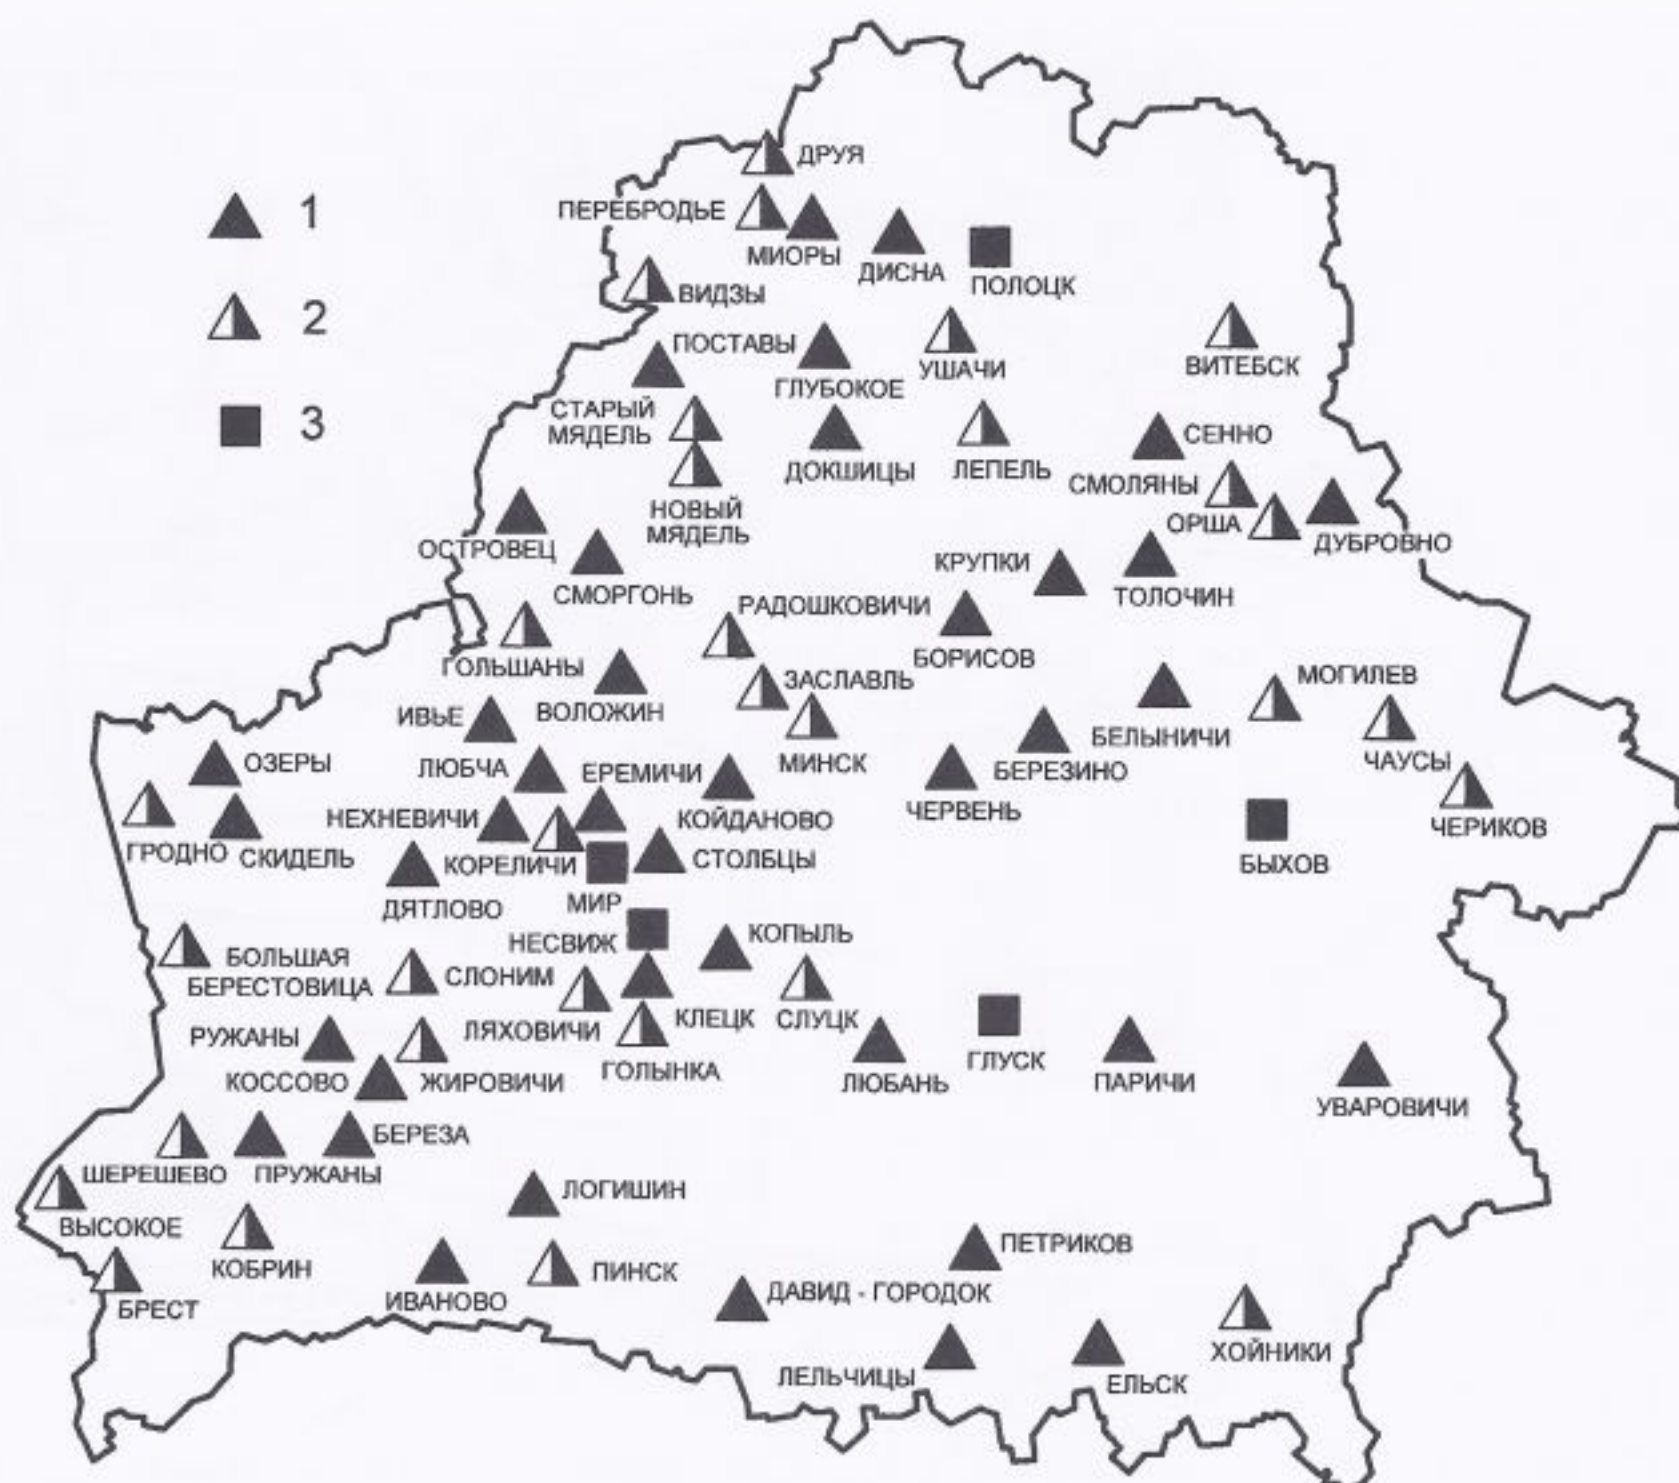 ДРУЯ
1
ПЕРЕБРОДЬЕ
МИОРЫ
ДИСНА
ПОЛОЦК
ВИДЗЫ
2
ПОСТАВЫ
ГЛУБОКОЕ
УШАЧИ
ВИТЕБСК
3
СТАРЫЙ
МЯДЕЛЬ
ДОКШИЦЫ
ЛЕПЕЛЬ
СЕННО
СМОЛЯНЫ
НОВЫЙ
МЯДЕЛЬ
ОРША
ДУБРОВНО
ОСТРОВЕЦ
СМОРГОНЬ
КРУПКИ
ТОЛОЧИН
РАДОШКОВИЧИ
БОРИСОВ
ГОЛЬШАНЫ
ЗАСЛАВЛЬ
МОГИЛЕВ
ИВЬЕ
ВОЛОЖИН
БЕЛЫНИЧИ
ОЗЕРЫ
ЛЮБЧА
ЕРЕМИЧИ
МИНСК
БЕРЕЗИНО
ЧАУСЫ
НЕХНЕВИЧИ
КОЙДАНОВО
ЧЕРВЕНЬ
ЧЕРИКОВ
ГРОДНО
СКИДЕЛЬ
КОРЕЛИЧИ
СТОЛБЦЫ
БЫХОВ
ДЯТЛОВО
МИР
НЕСВИЖ
КОПЫЛЬ
БОЛЬШАЯ
БЕРЕСТОВИЦА
СЛОНИМ
ЛЯХОВИЧИ
КЛЕЦК
СЛУЦК
РУЖАНЫ
ГЛУСК
КОССОВО
ЖИРОВИЧИ
ГОЛЫНКА
ЛЮБАНЬ
ПАРИЧИ
УВАРОВИЧИ
БЕРЕЗА
ШЕРЕШЕВО
ПРУЖАНЫ
ЛОГИШИН
ВЫСОКОЕ
ПЕТРИКОВ
КОБРИН
ПИНСК
БРЕСТ
ИВАНОВО
ДАВИД - ГОРОДОК
ХОЙНИКИ
ЛЕЛЬЧИЦЫ
ЕЛЬСК